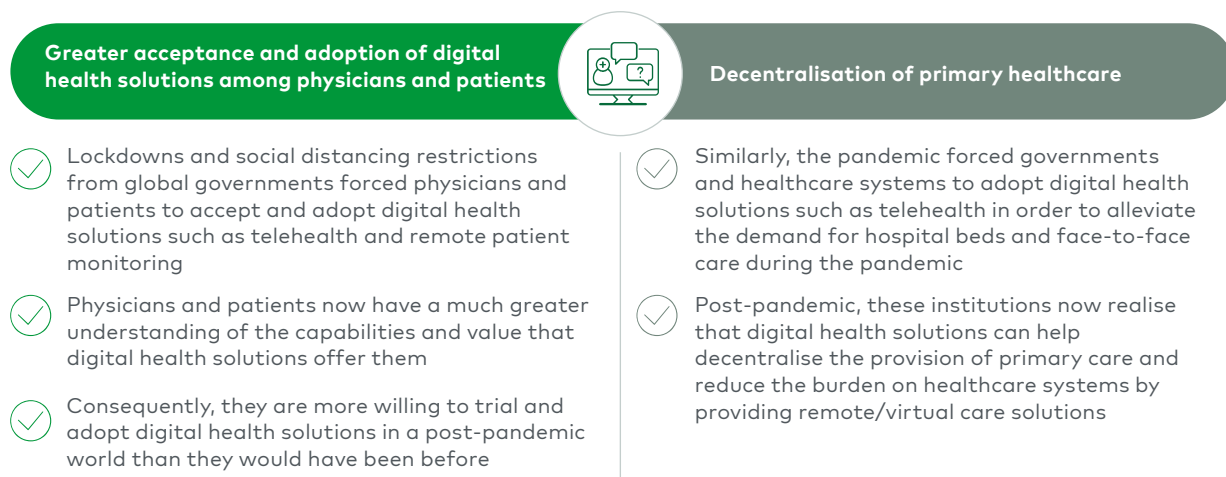 Greater acceptance and adoption of digital
health solutions among physicians and patients
?
Decentralisation of primary healthcare
Lockdowns and social distancing restrictions
from global governments forced physicians and
patients to accept and adopt digital health
solutions such as telehealth and remote patient
monitoring
Physicians and patients now have a much greater
understanding of the capabilities and value that
digital health solutions offer them
Consequently, they are more willing to trial and
adopt digital health solutions in a post-pandemic
world than they would have been before
Similarly, the pandemic forced governments
and healthcare systems to adopt digital health
solutions such as telehealth in order to alleviate
the demand for hospital beds and face-to-face
care during the pandemic
Post-pandemic, these institutions now realise
that digital health solutions can help
decentralise the provision of primary care and
reduce the burden on healthcare systems by
providing remote/virtual care solutions